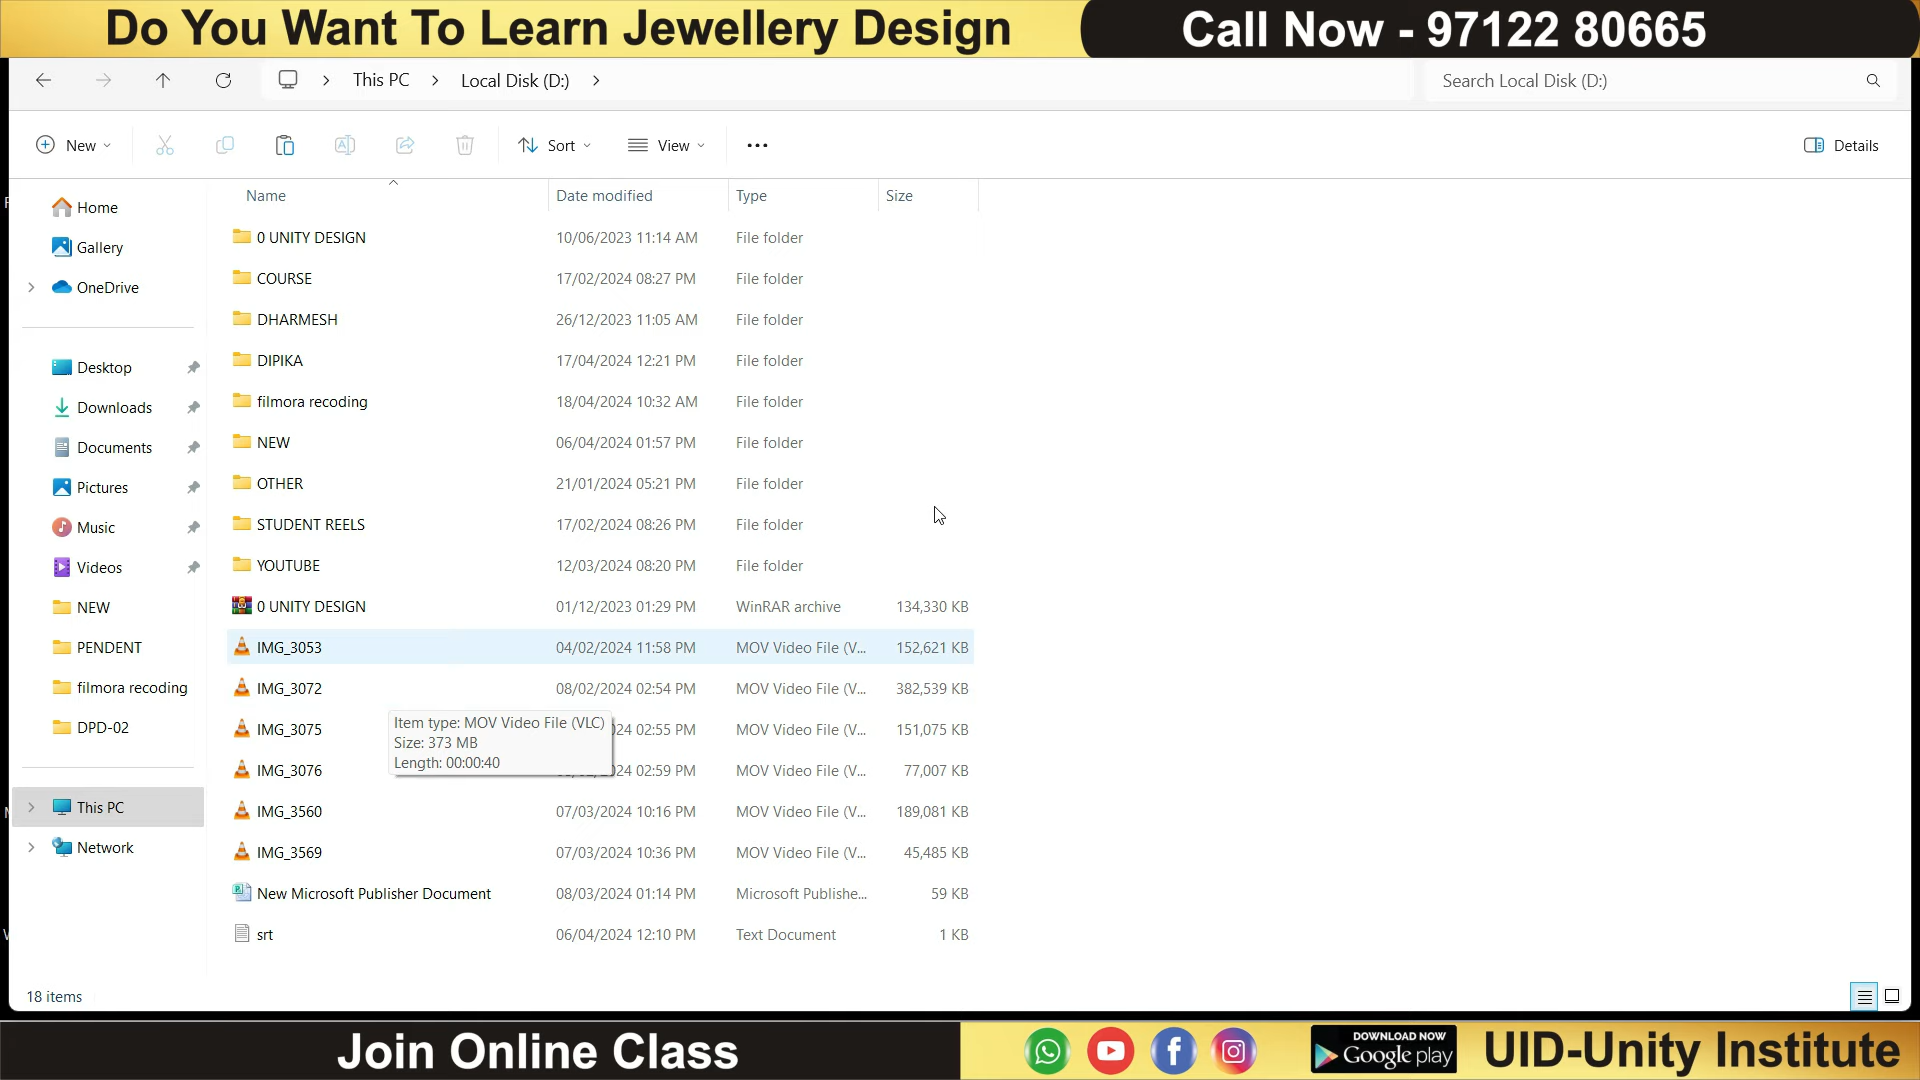 Do You Want To Learn Jewellery Design
Call Now - 97122 80665
This PC
Local Disk (D:)
Search Local Disk (D:)
New
Sort
View
•••
Details
Name
Date modified
Type
Size
Home
Gallery
OneDrive
Desktop
Downloads
Documents
Pictures
Music
Videos
NEW
PENDENT
filmora recoding
DPD-02
This PC
Network
0 UNITY DESIGN 10/06/2023 11:14 AM File folder
COURSE 17/02/2024 08:27 PM File folder
DHARMESH 26/12/2023 11:05 AM File folder
DIPIKA 17/04/2024 12:21 PM File folder
filmora recoding 18/04/2024 10:32 AM File folder
NEW 06/04/2024 01:57 PM File folder
OTHER 21/01/2024 05:21 PM File folder
STUDENT REELS 17/02/2024 08:26 PM File folder
YOUTUBE 12/03/2024 08:20 PM File folder
0 UNITY DESIGN 01/12/2023 01:29 PM WinRAR archive 134,330 KB
IMG_3053 04/02/2024 11:58 PM MOV Video File (V... 152,621 KB
IMG_3072 08/02/2024 02:54 PM MOV Video File (V... 382,539 KB
IMG_3075 024 02:55 PM MOV Video File (V... 151,075 KB
IMG_3076 024 02:59 PM MOV Video File (V... 77,007 KB
IMG_3560 07/03/2024 10:16 PM MOV Video File (V... 189,081 KB
IMG_3569 07/03/2024 10:36 PM MOV Video File (V... 45,485 KB
New Microsoft Publisher Document 08/03/2024 01:14 PM Microsoft Publishe... 59 KB
srt 06/04/2024 12:10 PM Text Document 1 KB
Item type: MOV Video File (VLC)
Size: 373 MB
Length: 00:00:40
18 items
Join Online Class
DOWNLOAD NOW
Google play
UID-Unity Institute